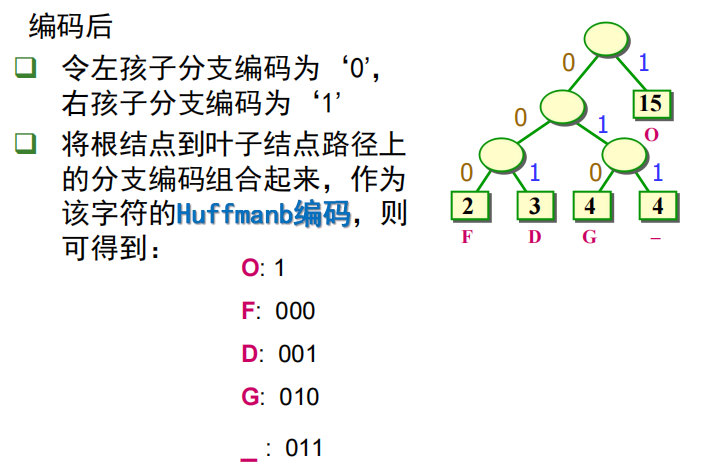 编码后
令左孩子分支编码为‘0’,
右孩子分支编码为‘1’
将根结点到叶子结点路径上
的分支编码组合起来，作为
该字符的Huffmanb编码，则
可得到：
O: 1
F: 000
D: 001
G: 010
_ : 011
0 1
15
0 1
O
0 1 0 1
2 3 4 4
F D G –